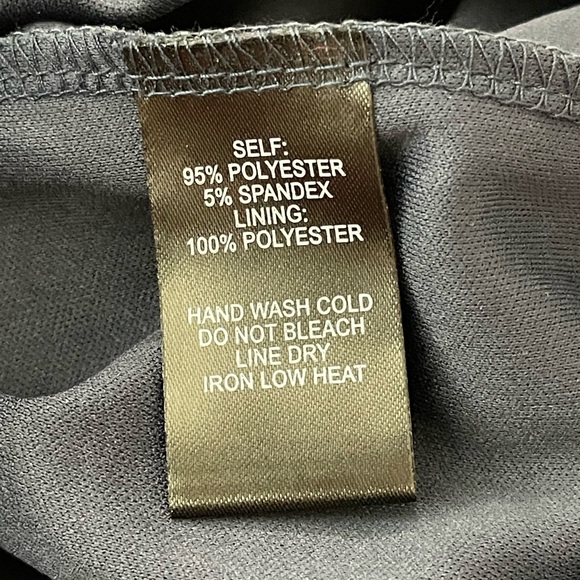 SELF:
95% POLYESTER
5% SPANDEX
LINING:
100% POLYESTER
HAND WASH COLD
DO NOT BLEACH
LINE DRY
IRON LOW HEAT